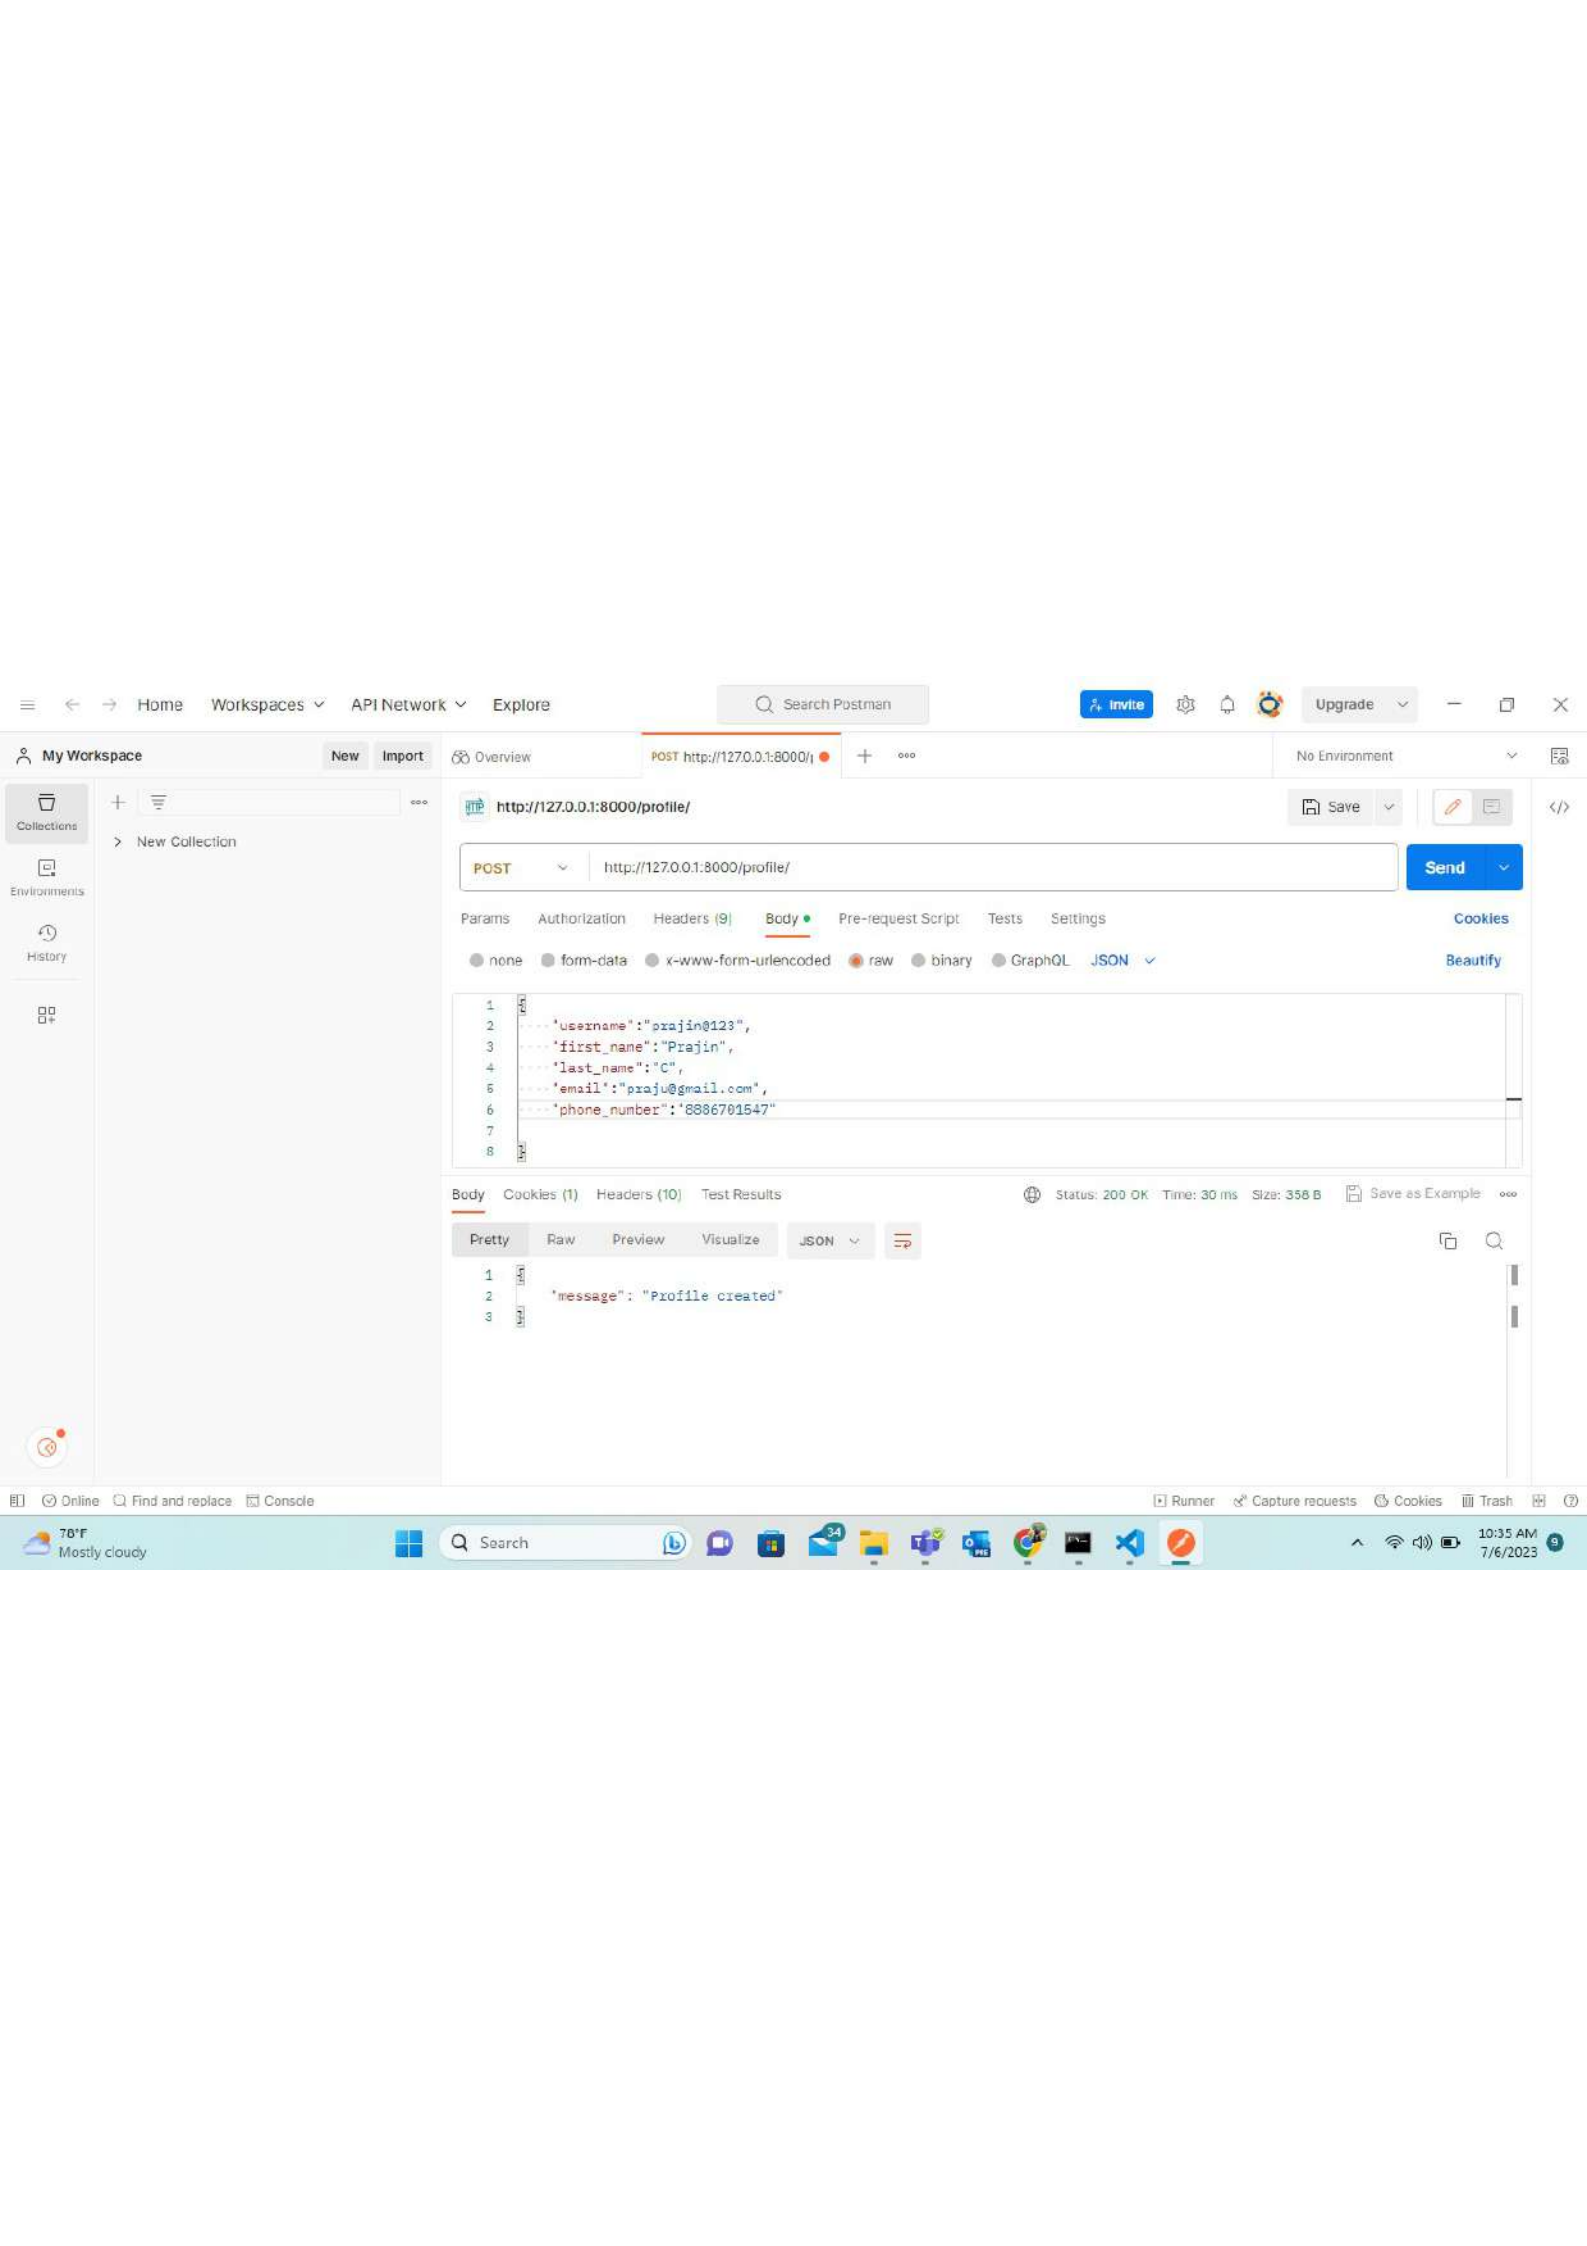 Home Workspaces API Network Explore Search Postman Invite Upgrade
My Workspace New Import Overview POST http://127.0.0.1:8000/p No Environment
Collections
New Collection
Environments
History
HTTP http://127.0.0.1:8000/profile/ Save
POST http://127.0.0.1:8000/profile/ Send
Params Authorization Headers (9) Body Pre-request Script Tests Settings Cookies
none form-data x-www-form-urlencoded raw binary GraphQL JSON Beautify
1 {
2 "username":"prajin@123",
3 "first_name":"Prajin",
4 "last_name":"C",
5 "email":"praju@gmail.com",
6 "phone_number":"8886701547"
7
8 }
Body Cookies (1) Headers (10) Test Results Status: 200 OK Time: 30 ms Size: 358 B Save as Example
Pretty Raw Preview Visualize JSON
1 {
2 "message": "Profile created"
3 }
Online Find and replace Console Runner Capture requests Cookies Trash
78°F
Mostly cloudy
Search
34
10:35 AM
7/6/2023
9